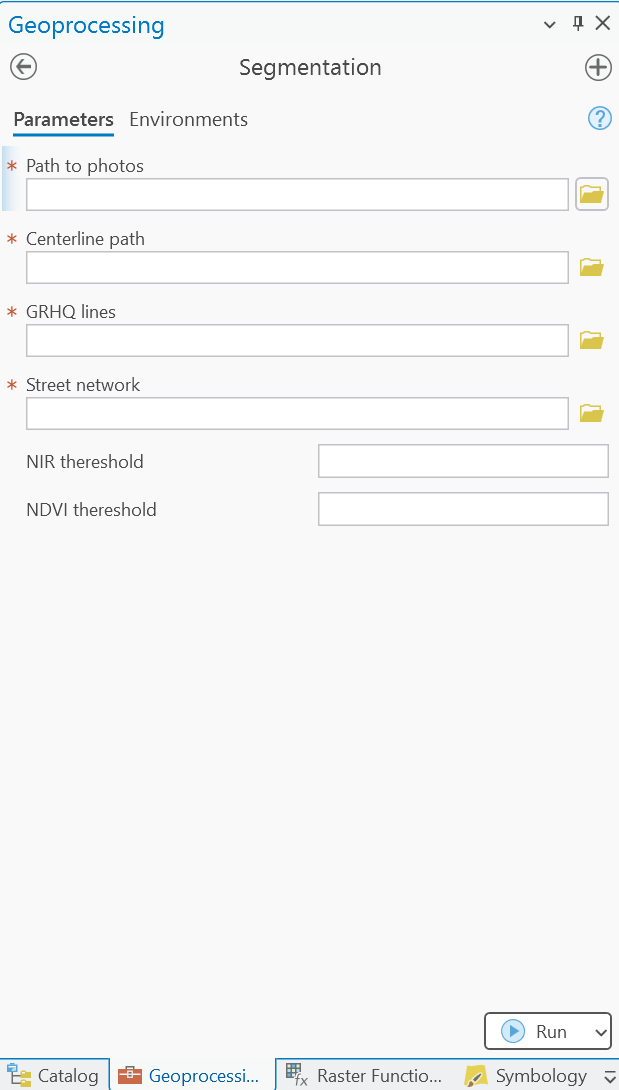 Geoprocessing
Segmentation
Parameters Environments
* Path to photos
* Centerline path
* GRHQ lines
* Street network
NIR thereshold
NDVI thereshold
Run
Catalog Geoprocessi... Raster Functio... Symbology